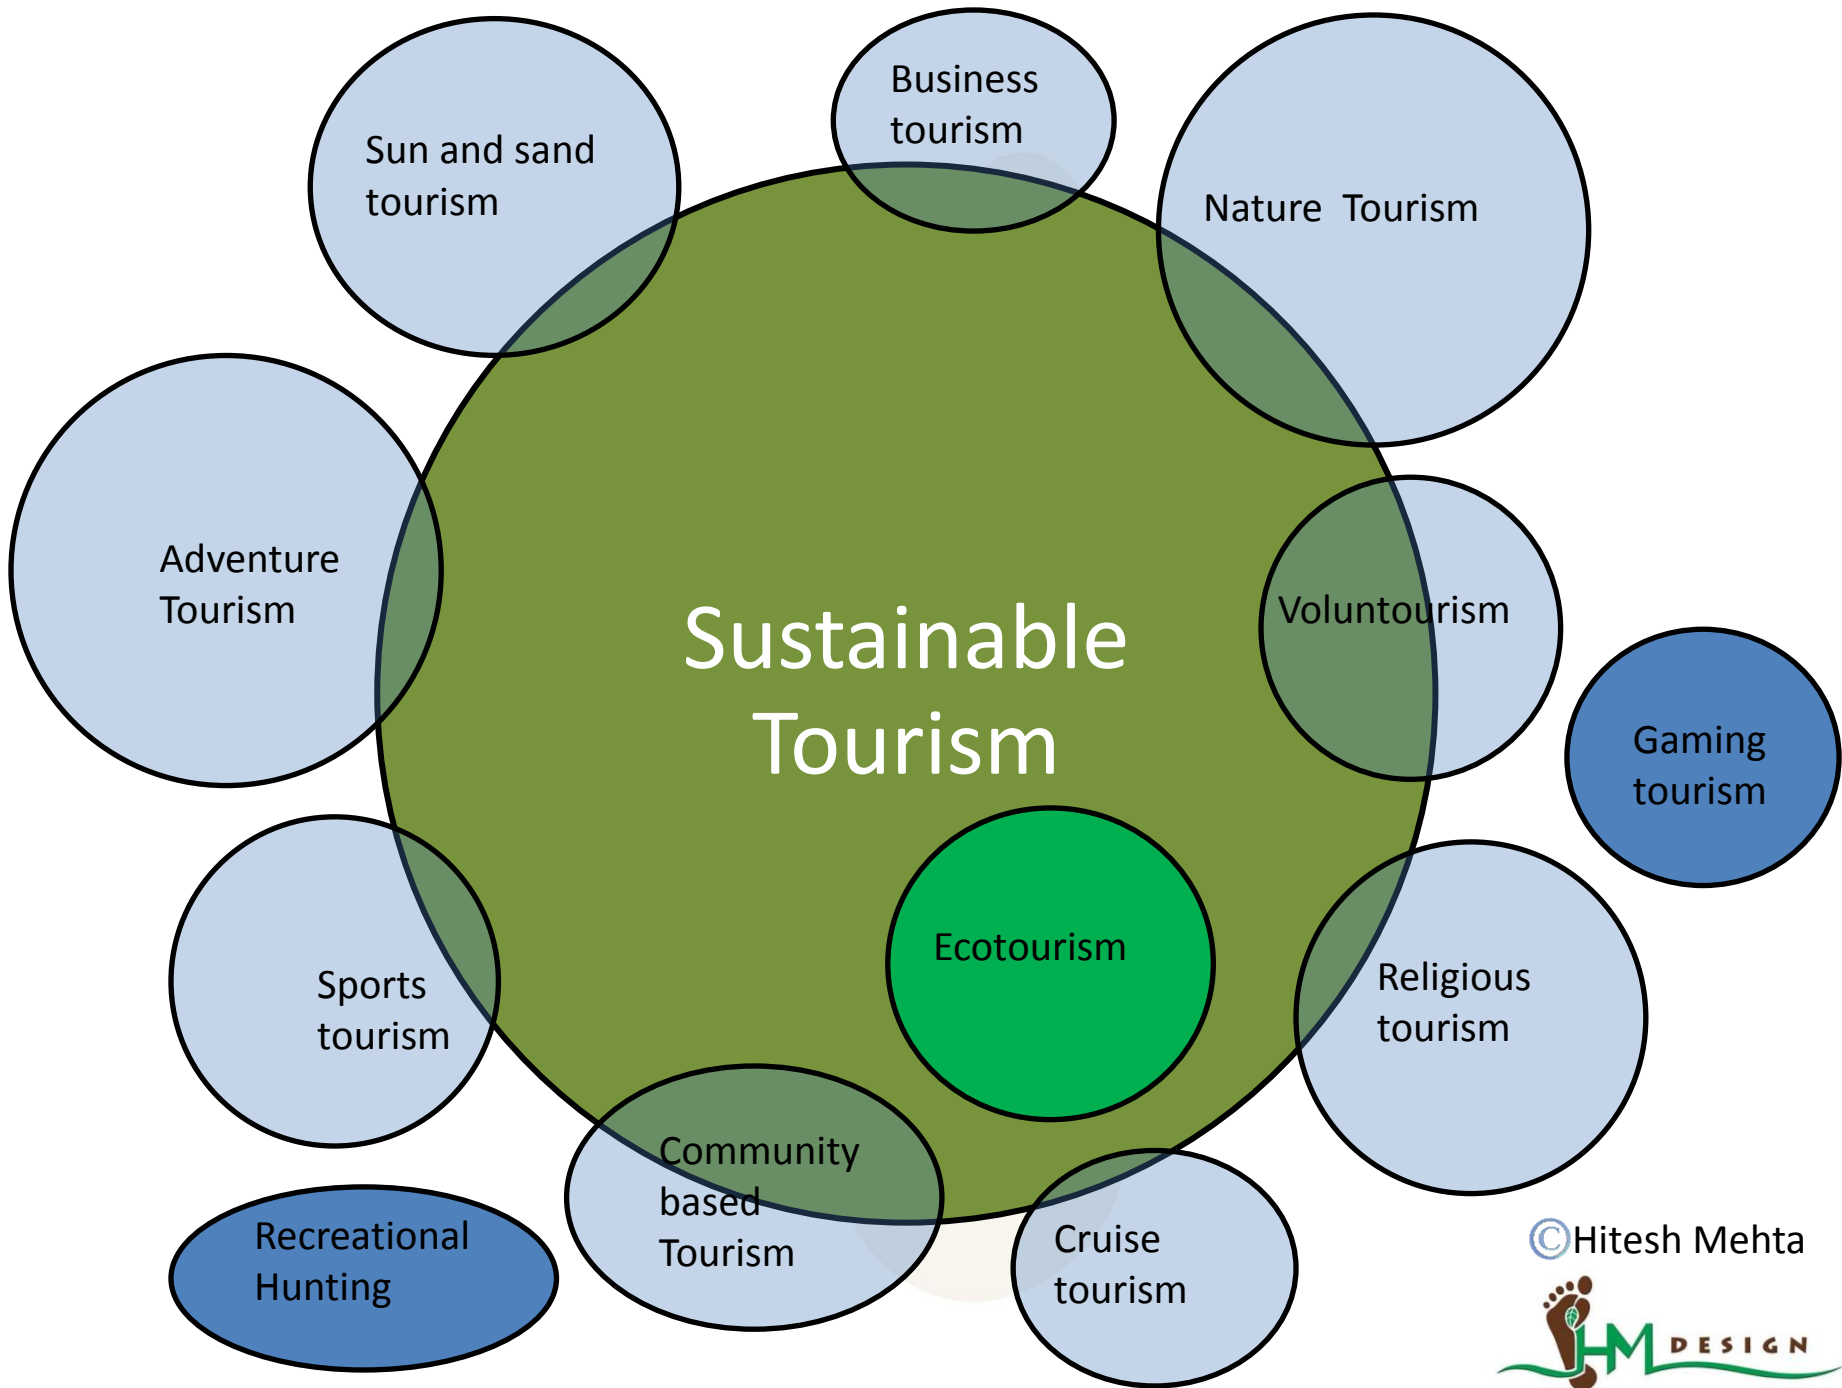 Business
tourism
Sun and sand
tourism
Nature Tourism
Adventure
Tourism
Sustainable
Tourism
Voluntourism
Gaming
tourism
Ecotourism
Sports
tourism
Religious
tourism
Community
based
Tourism
Recreational
Hunting
Cruise
tourism
©Hitesh Mehta
HM DESIGN